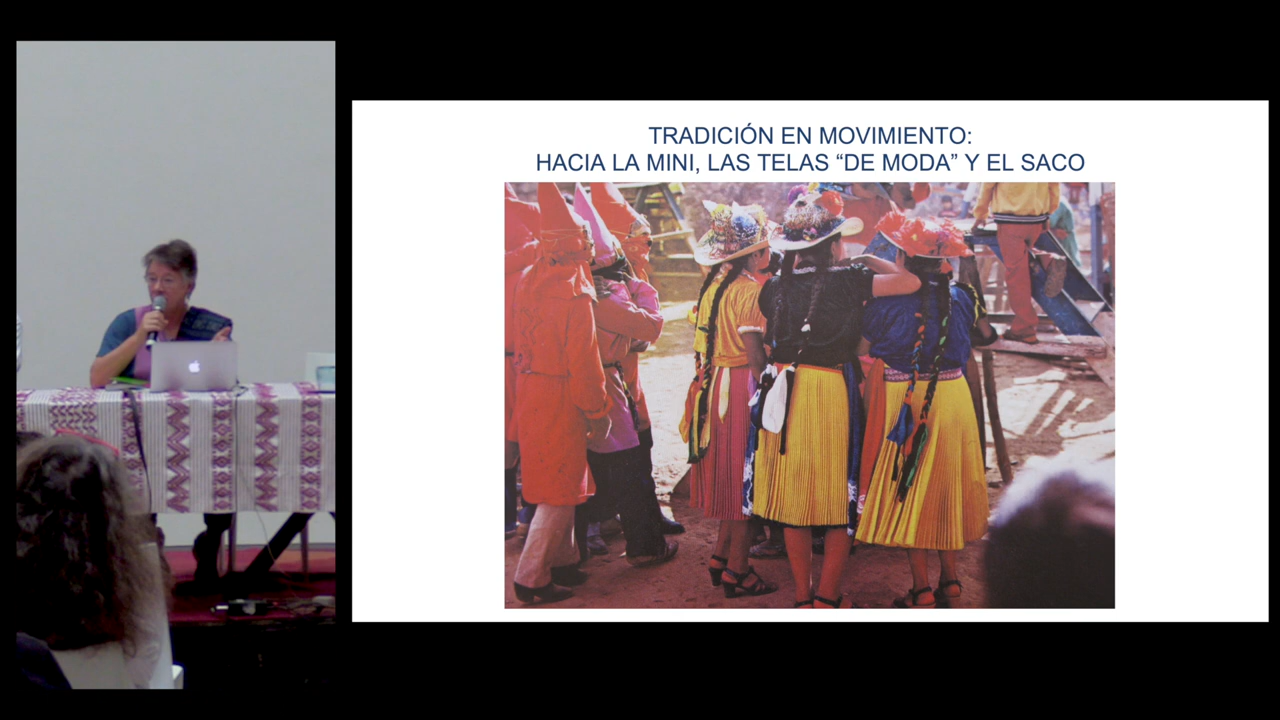 TRADICIÓN EN MOVIMIENTO:
HACIA LA MINI, LAS TELAS “DE MODA” Y EL SACO